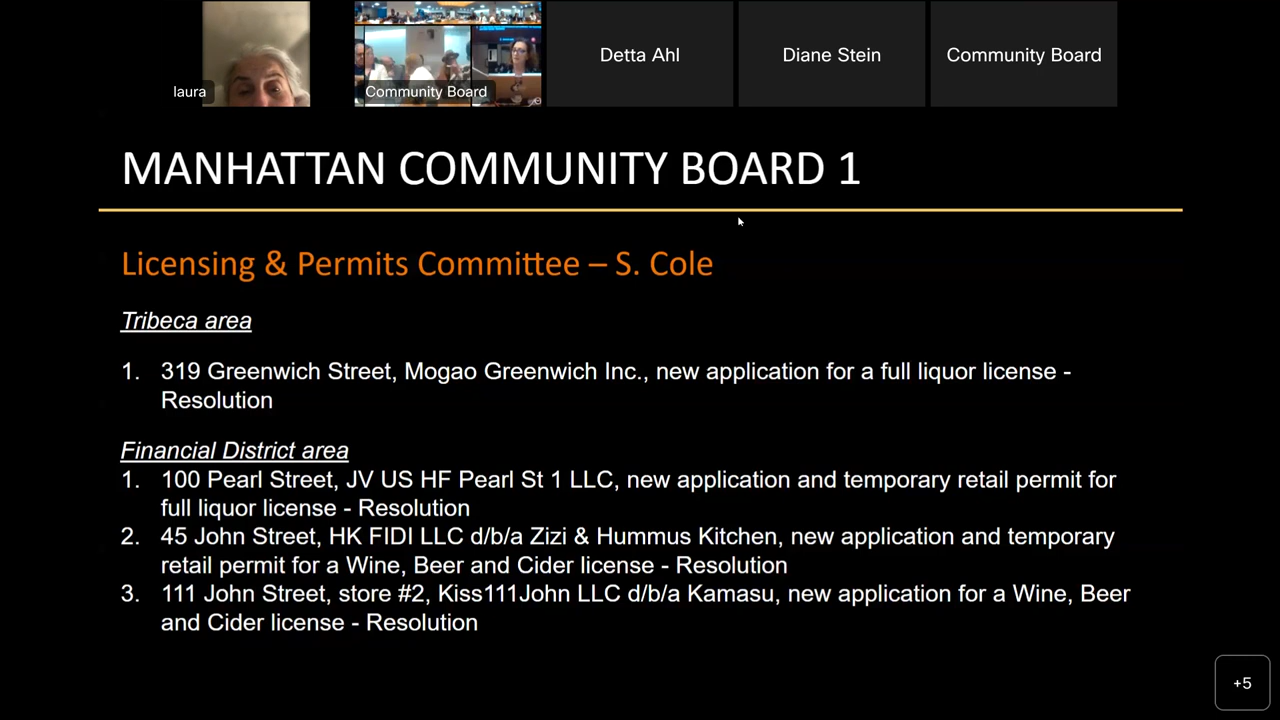 laura
Community Board
Detta Ahl
Diane Stein
Community Board
MANHATTAN COMMUNITY BOARD 1
Licensing & Permits Committee – S. Cole
Tribeca area
1. 319 Greenwich Street, Mogao Greenwich Inc., new application for a full liquor license -
Resolution
Financial District area
1. 100 Pearl Street, JV US HF Pearl St 1 LLC, new application and temporary retail permit for
full liquor license - Resolution
2. 45 John Street, HK FIDI LLC d/b/a Zizi & Hummus Kitchen, new application and temporary
retail permit for a Wine, Beer and Cider license - Resolution
3. 111 John Street, store #2, Kiss111John LLC d/b/a Kamasu, new application for a Wine, Beer
and Cider license - Resolution
+5